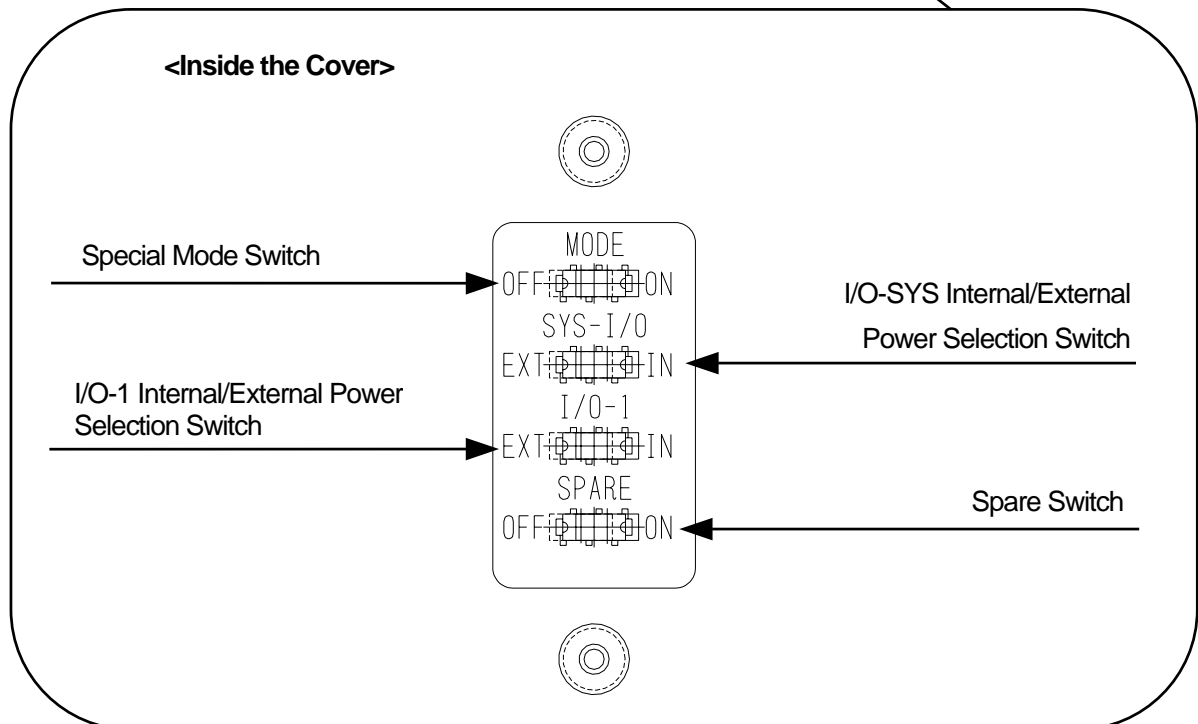 <Inside the Cover>
Special Mode Switch
I/O-1 Internal/External Power
Selection Switch
MODE
OFF ON
SYS-I/O
EXT IN
I/O-1
EXT IN
SPARE
OFF ON
I/O-SYS Internal/External
Power Selection Switch
Spare Switch